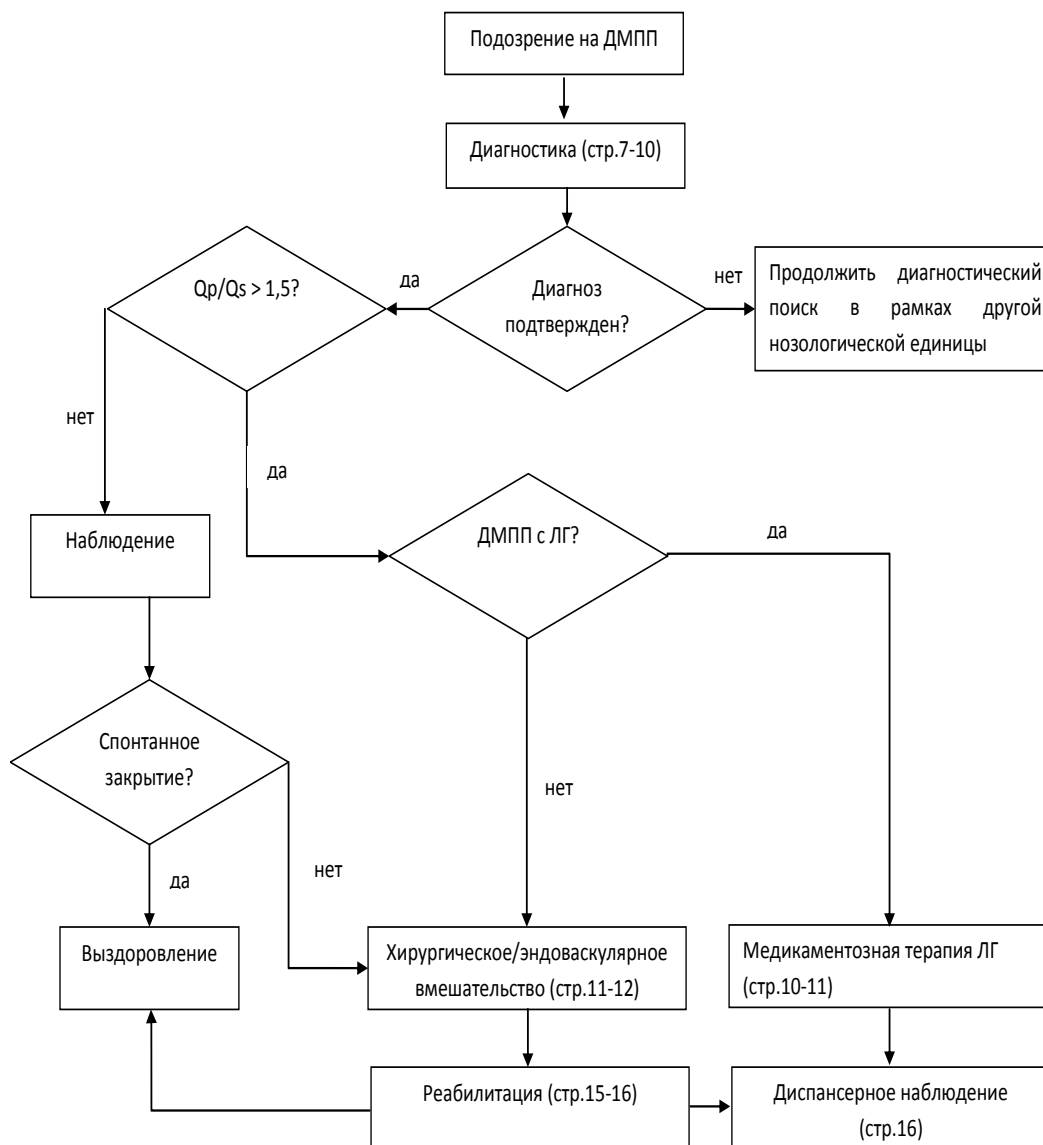 Подозрение на ДМПП
Диагностика (стр.7-10)
Qp/Qs > 1,5?
да
Диагноз
подтвержден?
нет
Продолжить диагностический
поиск в рамках другой
нозологической единицы
нет
да
Наблюдение
ДМПП с ЛГ?
да
Спонтанное
закрытие?
нет
да
нет
Выздоровление
Хирургическое/эндоваскулярное
вмешательство (стр.11-12)
Медикаментозная терапия ЛГ
(стр.10-11)
Реабилитация (стр.15-16)
Диспансерное наблюдение
(стр.16)